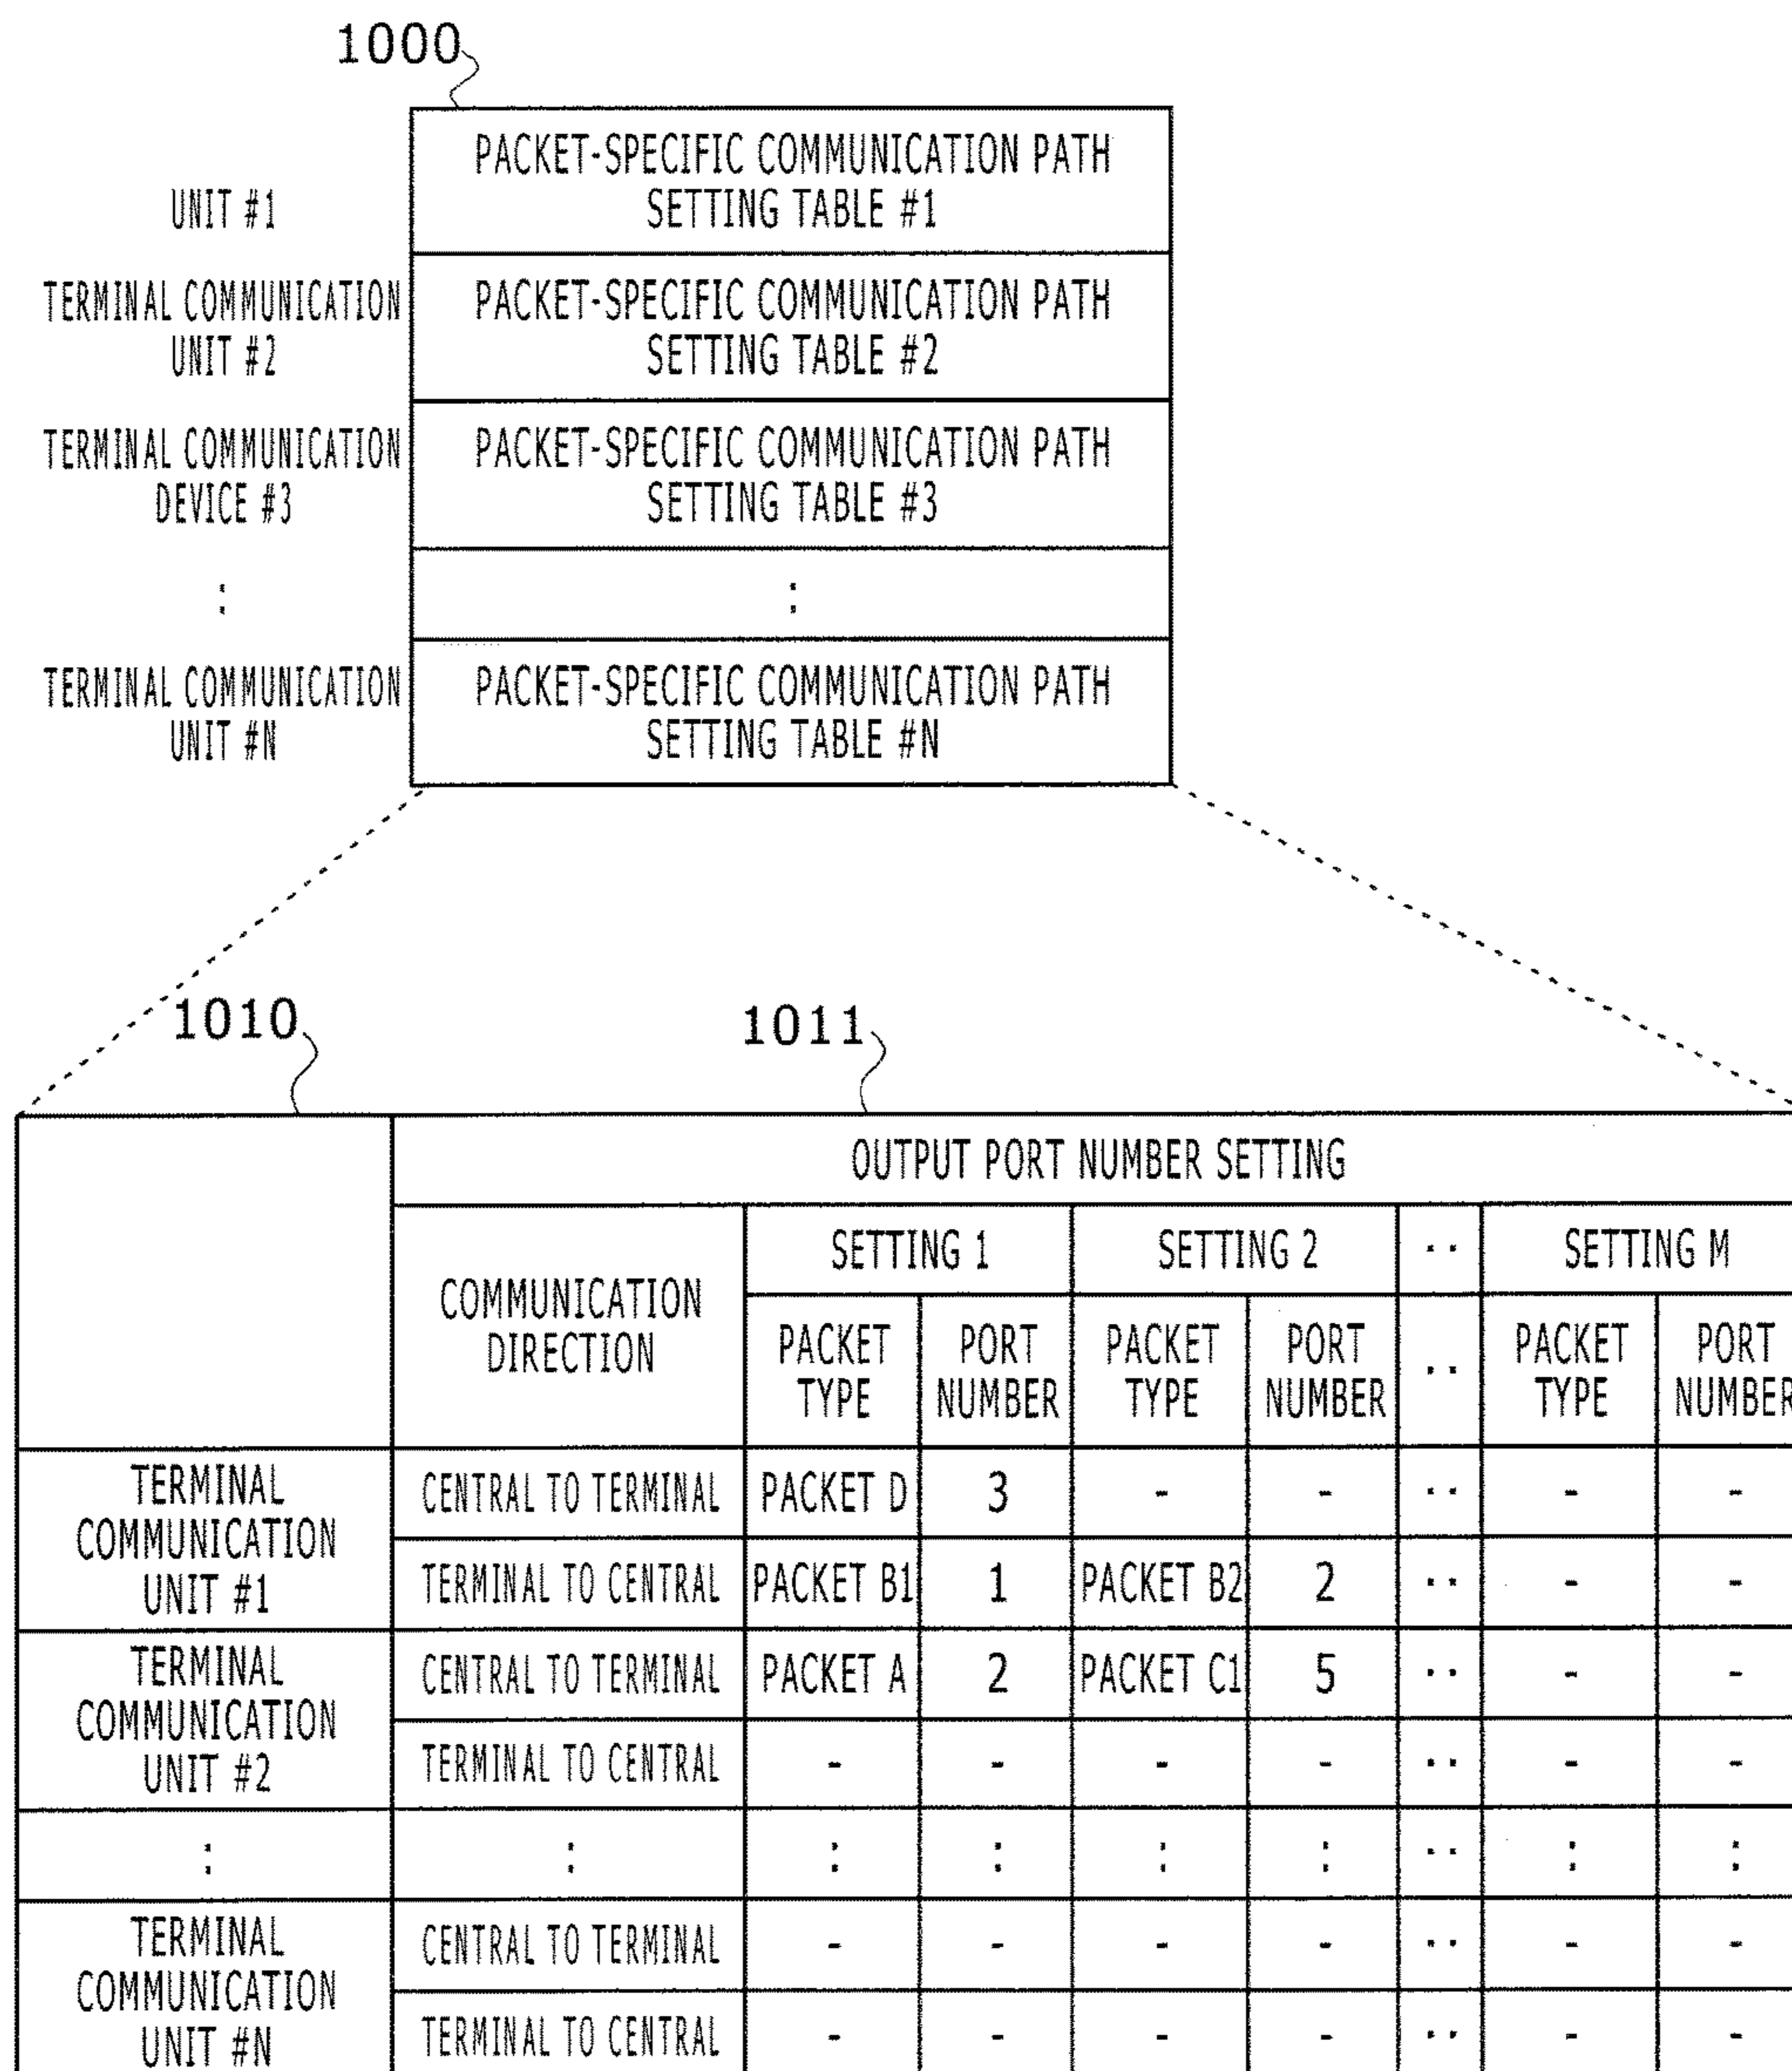 1000
PACKET-SPECIFIC COMMUNICATION PATH
SETTING TABLE #1
UNIT #1
TERMINAL COMMUNICATION
UNIT #2
PACKET-SPECIFIC COMMUNICATION PATH
SETTING TABLE #2
TERMINAL COMMUNICATION
DEVICE #3
PACKET-SPECIFIC COMMUNICATION PATH
SETTING TABLE #3
: :
TERMINAL COMMUNICATION
UNIT #N
PACKET-SPECIFIC COMMUNICATION PATH
SETTING TABLE #N
1010 1011
OUTPUT PORT NUMBER SETTING
COMMUNICATION
DIRECTION
SETTING 1 SETTING 2 ·· SETTING M
PACKET
TYPE
PORT
NUMBER
PACKET
TYPE
PORT
NUMBER
··
PACKET
TYPE
PORT
NUMBER
TERMINAL
COMMUNICATION
UNIT #1
CENTRAL TO TERMINAL PACKET D 3 - - ·· - -
TERMINAL TO CENTRAL PACKET B1 1 PACKET B2 2 ·· - -
TERMINAL
COMMUNICATION
UNIT #2
CENTRAL TO TERMINAL PACKET A 2 PACKET C1 5 ·· - -
TERMINAL TO CENTRAL - - - - ·· - -
: : : : : : ·· : :
TERMINAL
COMMUNICATION
UNIT #N
CENTRAL TO TERMINAL - - - - ·· - -
TERMINAL TO CENTRAL - - - - ·· - -